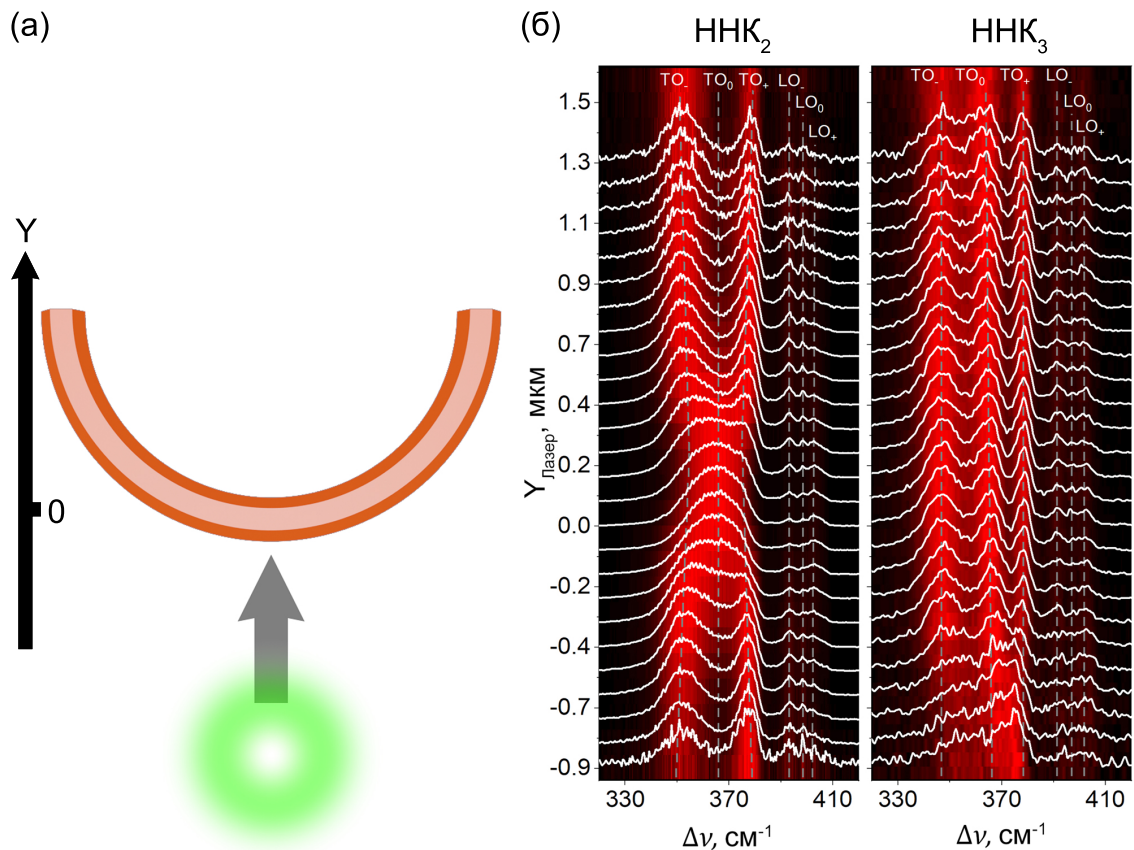 (а)
Y
0
(б)
ННК₂
ННК₃
TO₋ TO₀ TO₊ LO₋
LO₀
LO₊
TO₋ TO₀ TO₊ LO₋
LO₀
LO₊
Y_Лазер, мкм
1.5
1.3
1.1
0.9
0.7
0.4
0.2
0.0
-0.2
-0.4
-0.7
-0.9
330 370 410
330 370 410
Δν, см⁻¹
Δν, см⁻¹